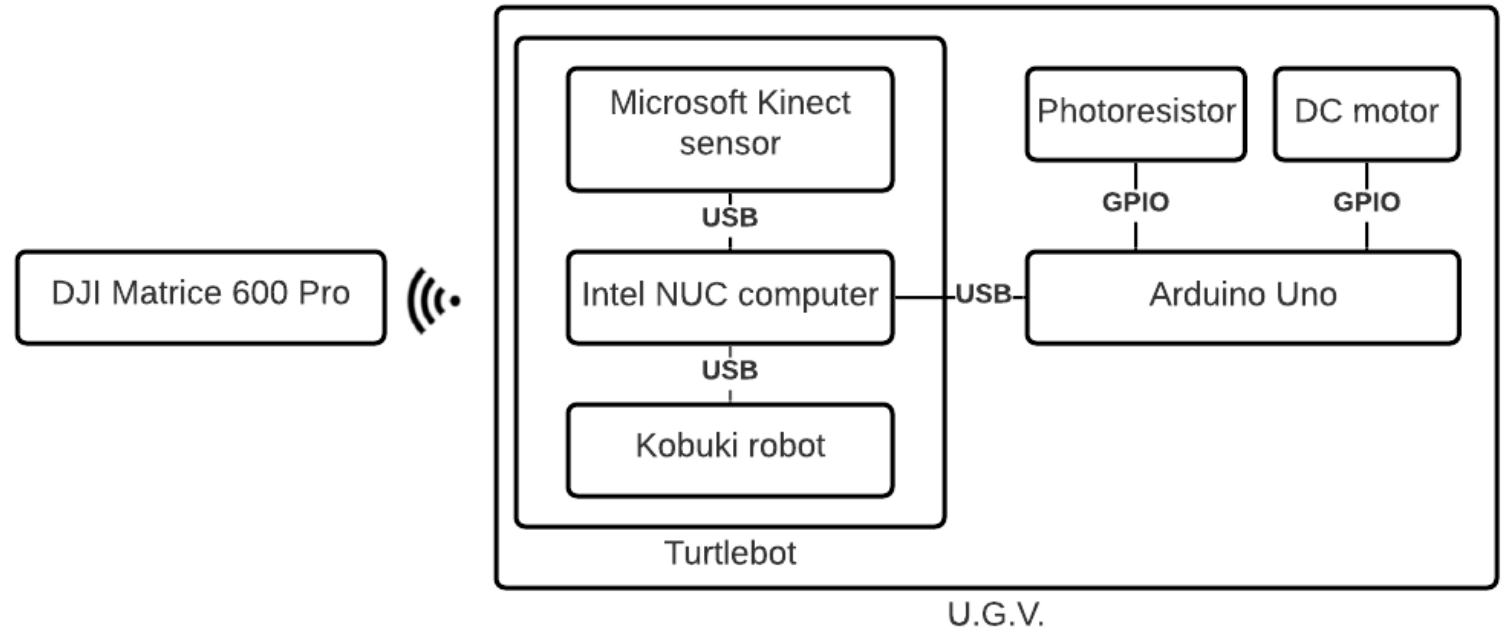 Microsoft Kinect
sensor
Photoresistor
DC motor
USB
GPIO
GPIO
DJI Matrice 600 Pro
Intel NUC computer
USB
Arduino Uno
USB
Kobuki robot
Turtlebot
U.G.V.